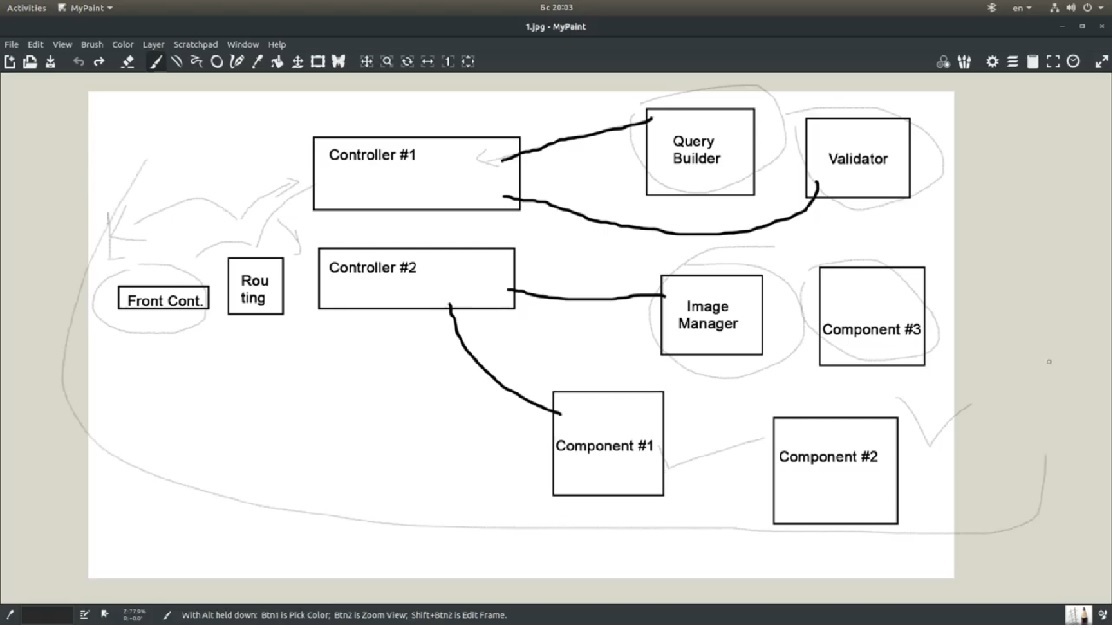 Activities MyPaint en
Вс 20:03
1.jpg - MyPaint
File Edit View Brush Color Layer Scratchpad Window Help
Controller #1
Query
Builder
Validator
Controller #2
Rou
ting
Front Cont.
Image
Manager
Component #3
Component #1
Component #2
With Alt held down: Btn1 is Pick Color; Btn2 is Zoom View; Shift+Btn2 is Edit Frame.